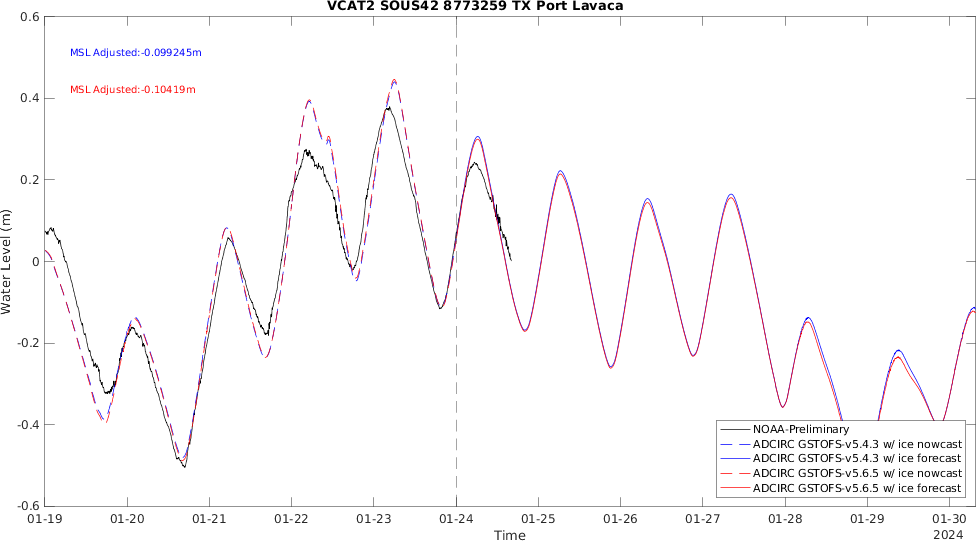 VCAT2 SOUS42 8773259 TX Port Lavaca
MSL Adjusted:-0.099245m
MSL Adjusted:-0.10419m
Water Level (m)
0.6
0.4
0.2
0
-0.2
-0.4
-0.6
NOAA-Preliminary
ADCIRC GSTOFS-v5.4.3 w/ ice nowcast
ADCIRC GSTOFS-v5.4.3 w/ ice forecast
ADCIRC GSTOFS-v5.6.5 w/ ice nowcast
ADCIRC GSTOFS-v5.6.5 w/ ice forecast
01-19 01-20 01-21 01-22 01-23 01-24 01-25 01-26 01-27 01-28 01-29 01-30
2024
Time